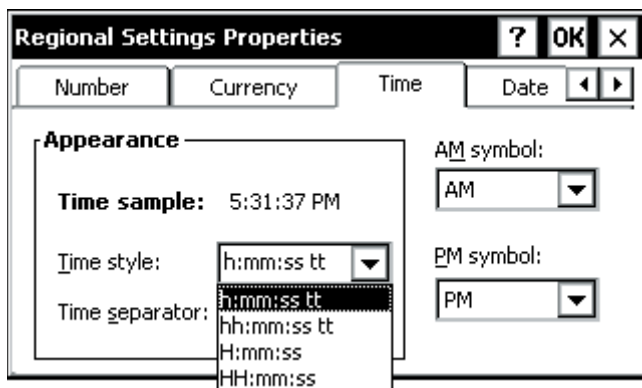 Regional Settings Properties ? OK ×
Number Currency Time Date
Appearance
Time sample: 5:31:37 PM
Time style: h:mm:ss tt
Time separator:
h:mm:ss tt
hh:mm:ss tt
H:mm:ss
HH:mm:ss
AM symbol:
AM
PM symbol:
PM